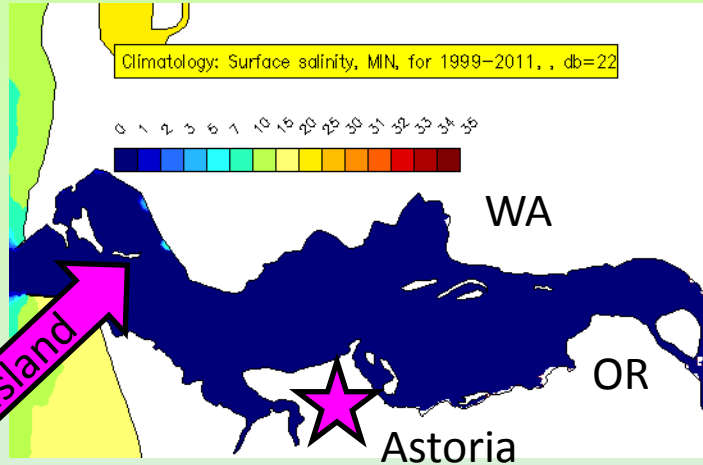 Climatology: Surface salinity, MIN, for 1999-2011, , db=22
0 1 2 3 5 7 10 15 20 25 30 31 32 33 34 35
WA
Island
OR
Astoria